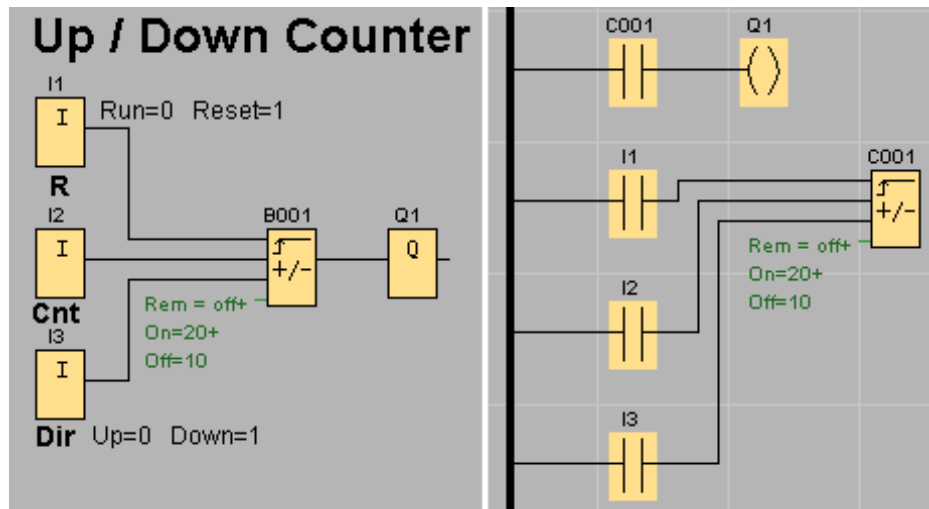 Up / Down Counter
I1
I
Run=0 Reset=1
R
I2
I
Cnt
B001
+/-
Q1
Q
Rem = off+
On=20+
Off=10
I3
I
Dir Up=0 Down=1
C001
Q1
I1
C001
+/-
Rem = off+
On=20+
Off=10
I2
I3